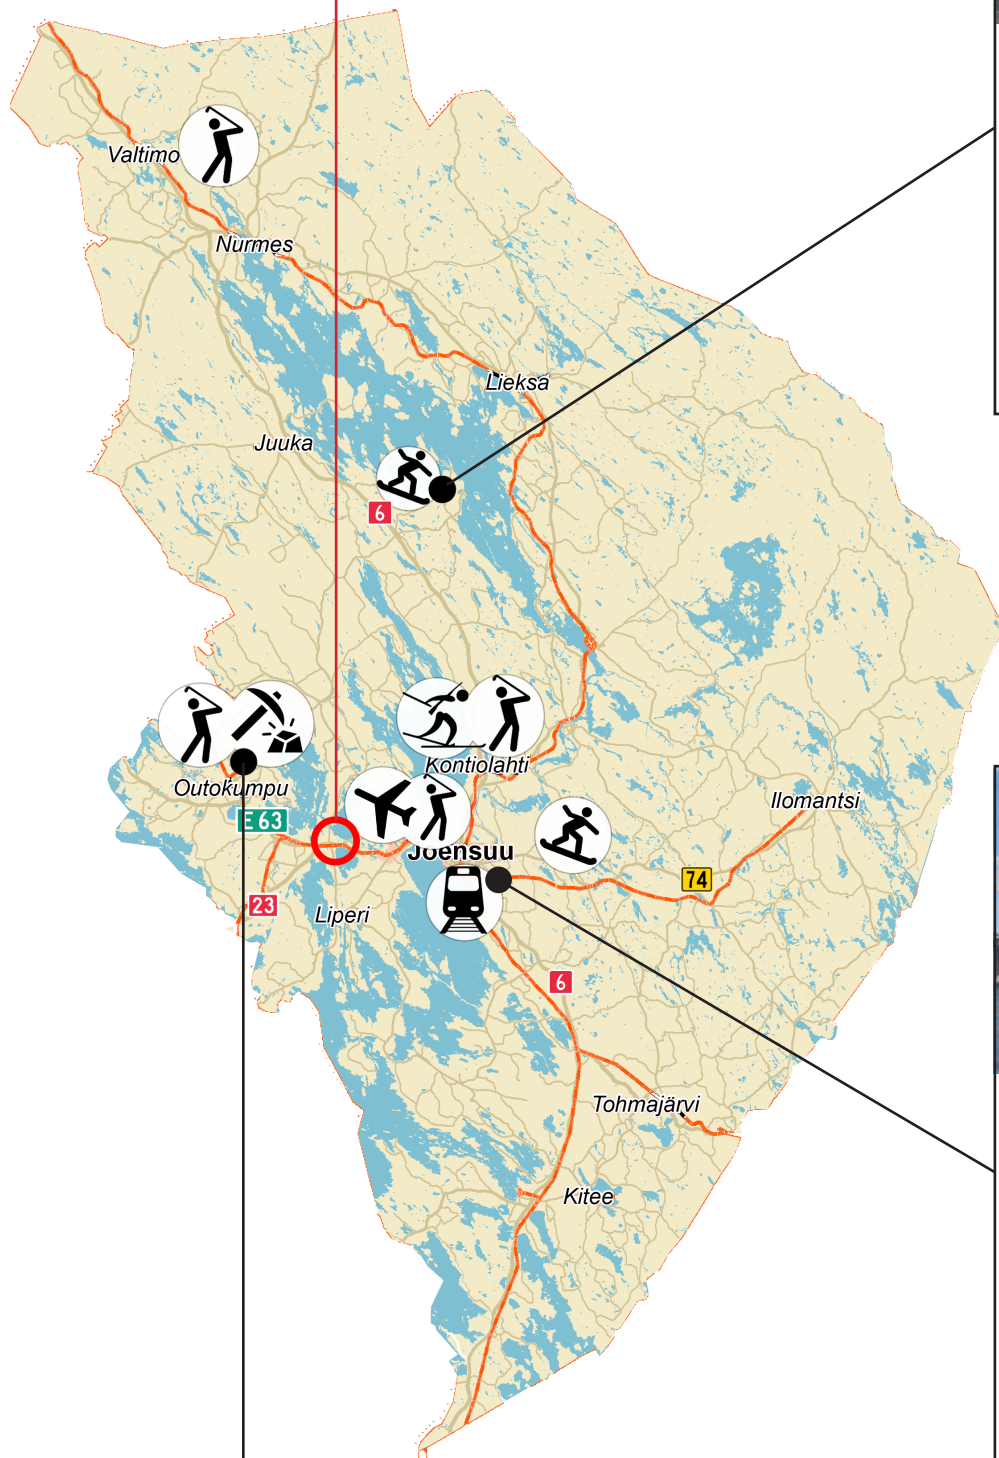 Valtimo
Nurmes
Lieksa
Juuka
6
Kontiolahti
Outokumpu
Ilomantsi
E 63
Joensuu
74
23
Liperi
6
Tohmajärvi
Kitee